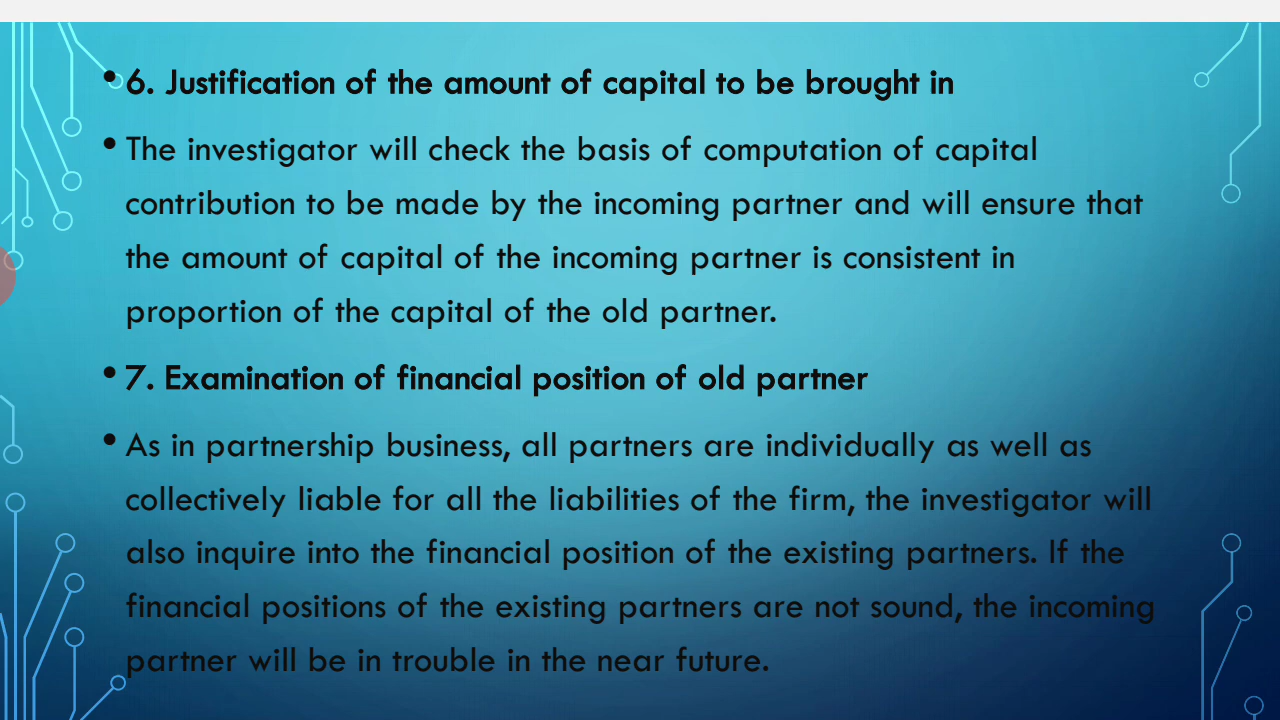 • 6. Justification of the amount of capital to be brought in
• The investigator will check the basis of computation of capital
contribution to be made by the incoming partner and will ensure that
the amount of capital of the incoming partner is consistent in
proportion of the capital of the old partner.
• 7. Examination of financial position of old partner
• As in partnership business, all partners are individually as well as
collectively liable for all the liabilities of the firm, the investigator will
also inquire into the financial position of the existing partners. If the
financial positions of the existing partners are not sound, the incoming
partner will be in trouble in the near future.